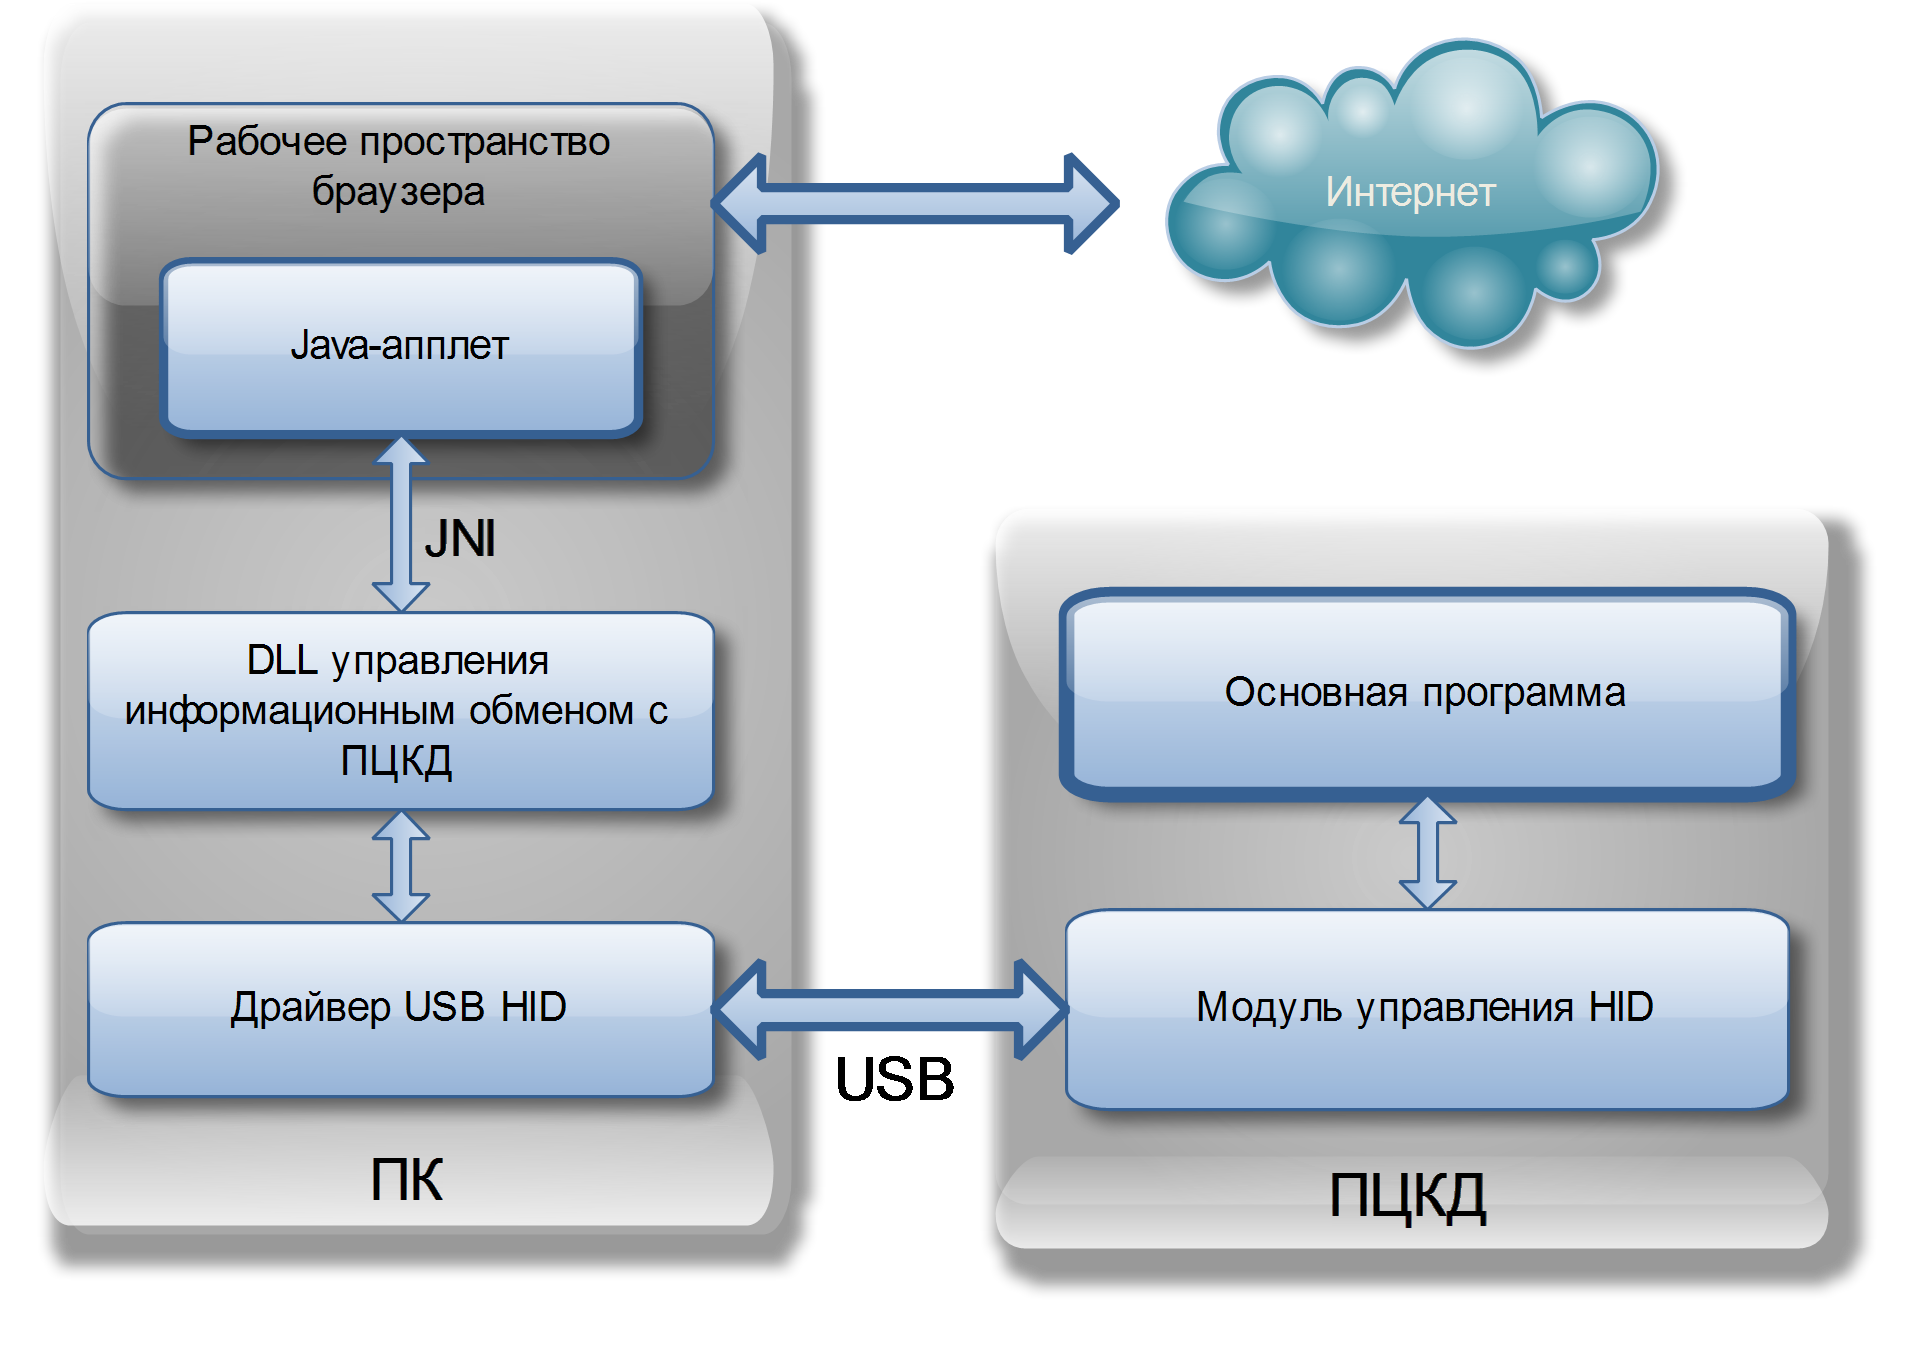 Рабочее пространство
браузера
Интернет
Java-апплет
JNI
DLL управления
информационным обменом с
ПЦКД
Основная программа
Драйвер USB HID
Модуль управления HID
USB
ПК
ПЦКД